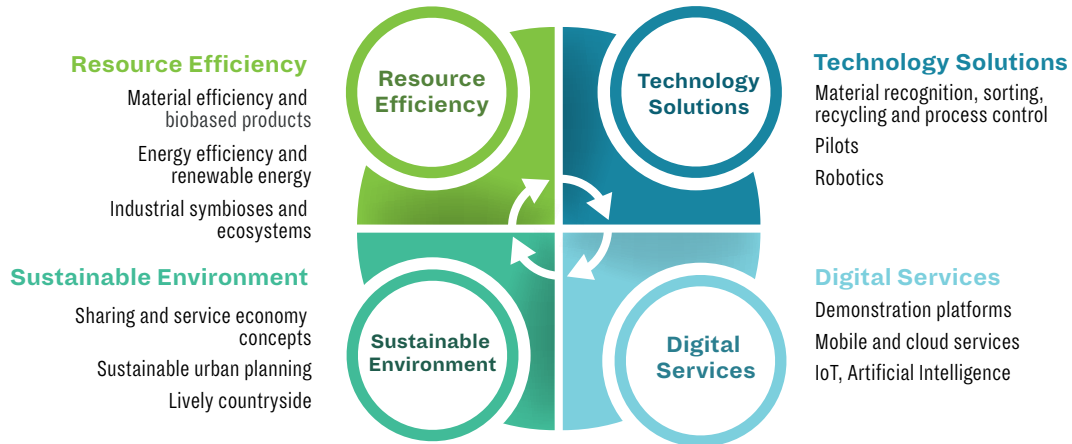 Resource Efficiency
Material efficiency and
biobased products
Energy efficiency and
renewable energy
Industrial symbioses and
ecosystems
Resource
Efficiency
Technology
Solutions
Technology Solutions
Material recognition, sorting,
recycling and process control
Pilots
Robotics
Sustainable Environment
Sharing and service economy
concepts
Sustainable urban planning
Lively countryside
Sustainable
Environment
Digital
Services
Digital Services
Demonstration platforms
Mobile and cloud services
IoT, Artificial Intelligence